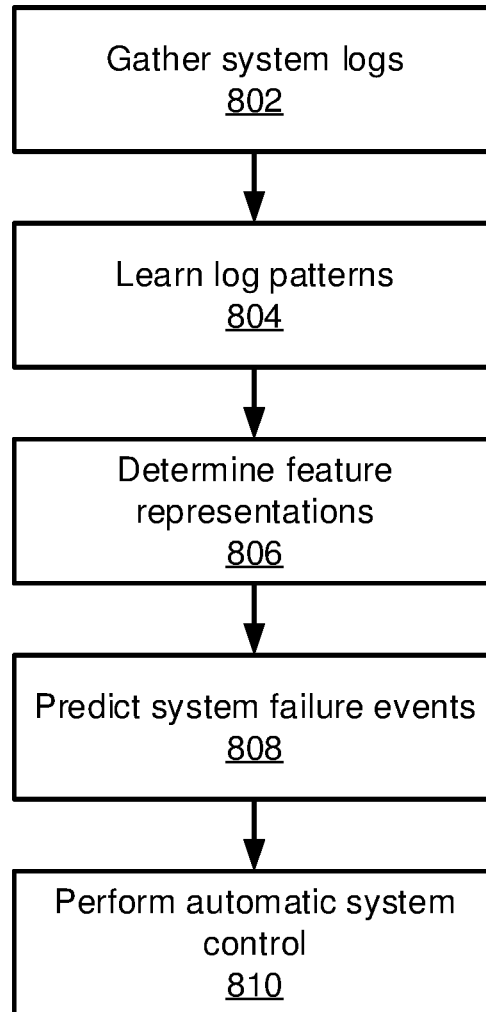 Gather system logs
802
Learn log patterns
804
Determine feature
representations
806
Predict system failure events
808
Perform automatic system
control
810